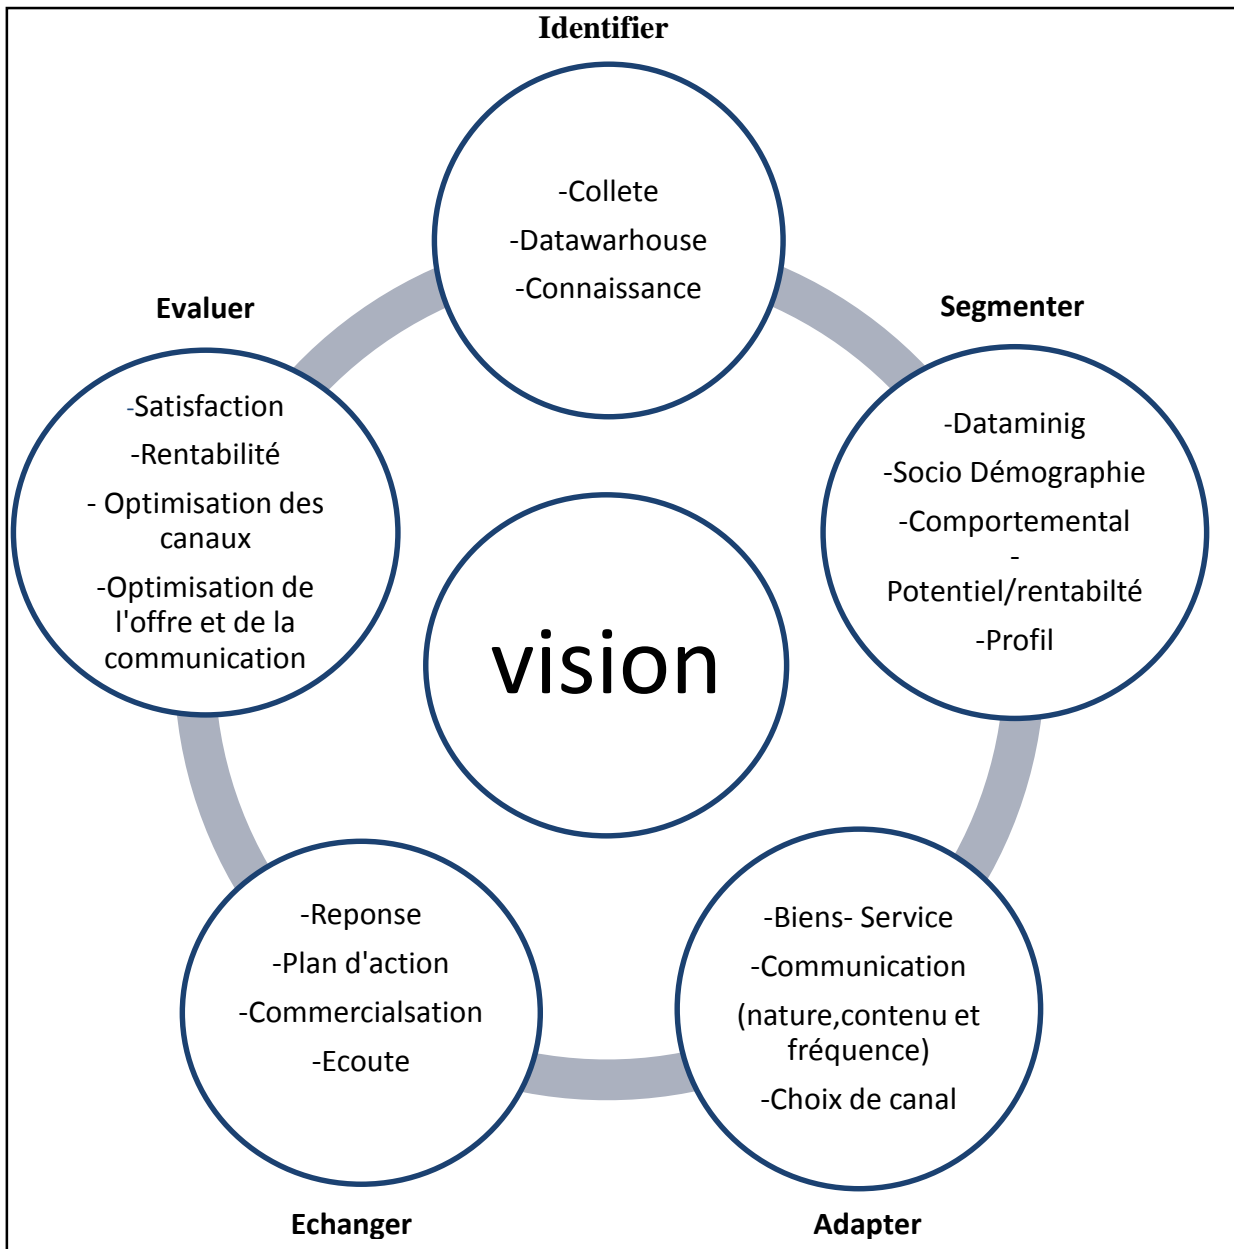 Identifier
-Collete
-Datawarhouse
-Connaissance
Segmenter
-Dataminig
-Socio Démographie
-Comportemental
-
Potentiel/rentabilté
-Profil
Adapter
-Biens- Service
-Communication
(nature,contenu et
fréquence)
-Choix de canal
Echanger
-Reponse
-Plan d'action
-Commercialsation
-Ecoute
Evaluer
-Satisfaction
-Rentabilité
- Optimisation des
canaux
-Optimisation de
l'offre et de la
communication
vision